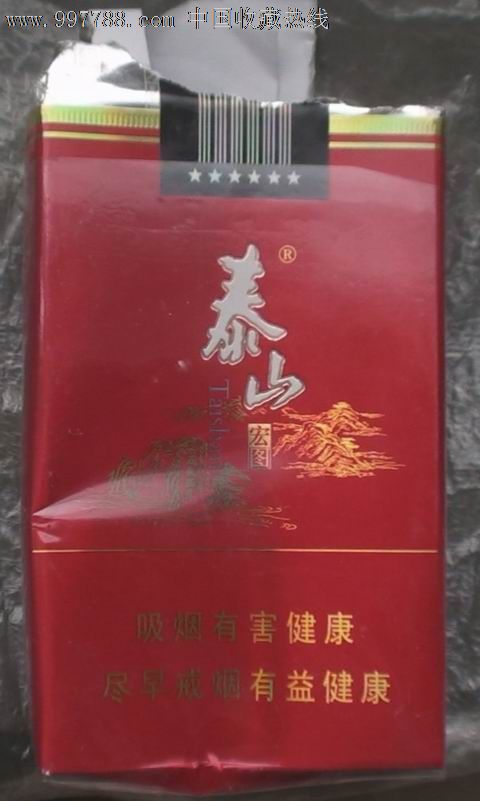 www.997788.com 中国收藏热线
★★★★★★
泰山®
Taishan
宏图
吸烟有害健康
尽早戒烟有益健康